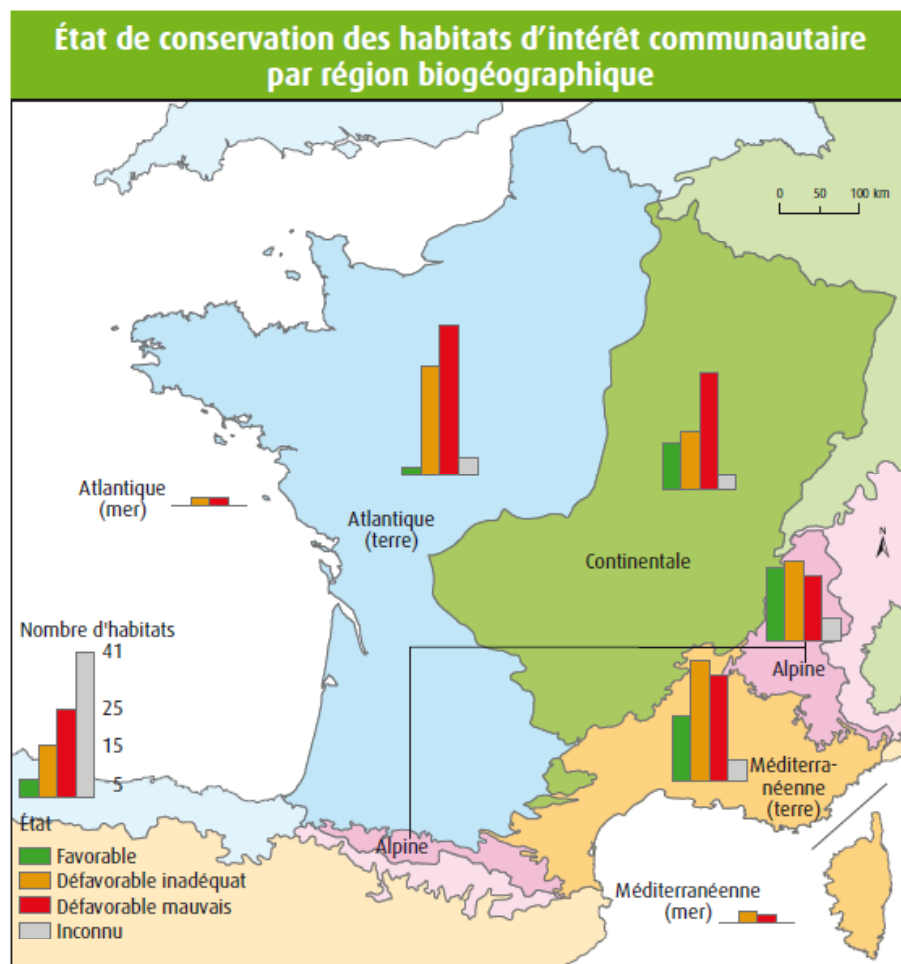 État de conservation des habitats d'intérêt communautaire
par région biogéographique
0 50 100 km
N
Atlantique
(mer)
Atlantique
(terre)
Continentale
Nombre d'habitats
41
25
15
5
Alpine
Méditerra-
néenne
(terre)
Alpine
Méditerranéenne
(mer)
État
Favorable
Défavorable inadéquat
Défavorable mauvais
Inconnu